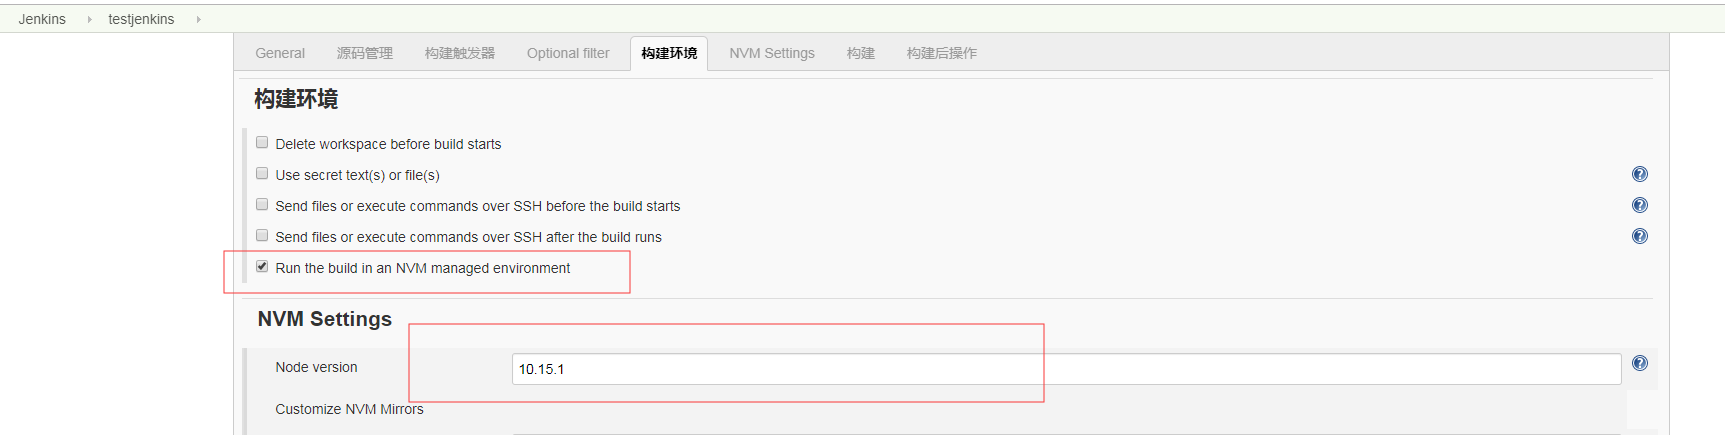 Jenkins testjenkins
General 源码管理 构建触发器 Optional filter 构建环境 NVM Settings 构建 构建后操作
构建环境
Delete workspace before build starts
Use secret text(s) or file(s)
Send files or execute commands over SSH before the build starts
Send files or execute commands over SSH after the build runs
Run the build in an NVM managed environment
NVM Settings
Node version 10.15.1
Customize NVM Mirrors